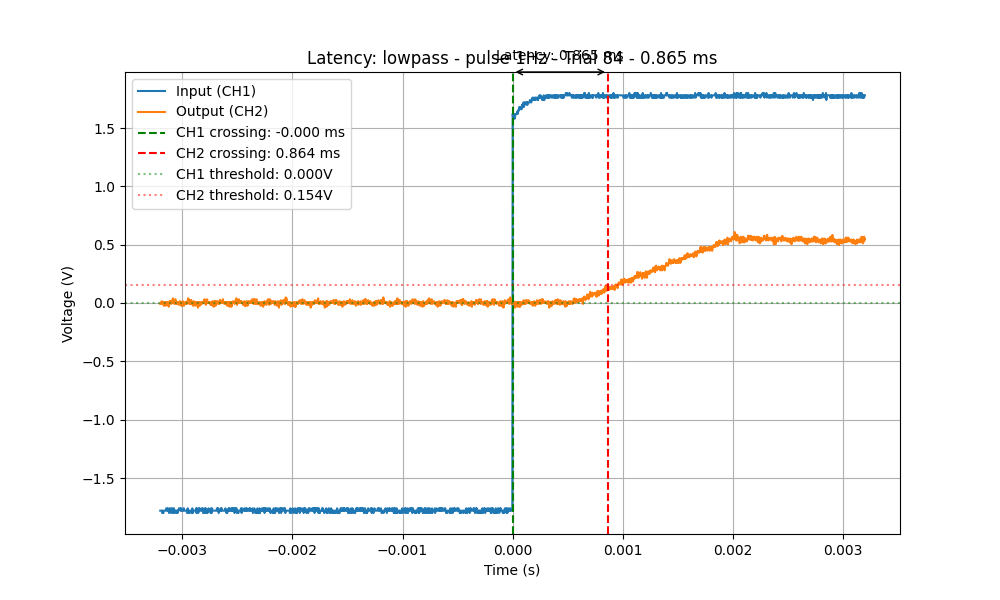 Latency: 0.865 ms
Latency: lowpass - pulse 1Hz - Trial 84 - 0.865 ms
Input (CH1)
Output (CH2)
CH1 crossing: -0.000 ms
CH2 crossing: 0.864 ms
CH1 threshold: 0.000V
CH2 threshold: 0.154V
Voltage (V)
1.5
1.0
0.5
0.0
−0.5
−1.0
−1.5
−0.003 −0.002 −0.001 0.000 0.001 0.002 0.003
Time (s)